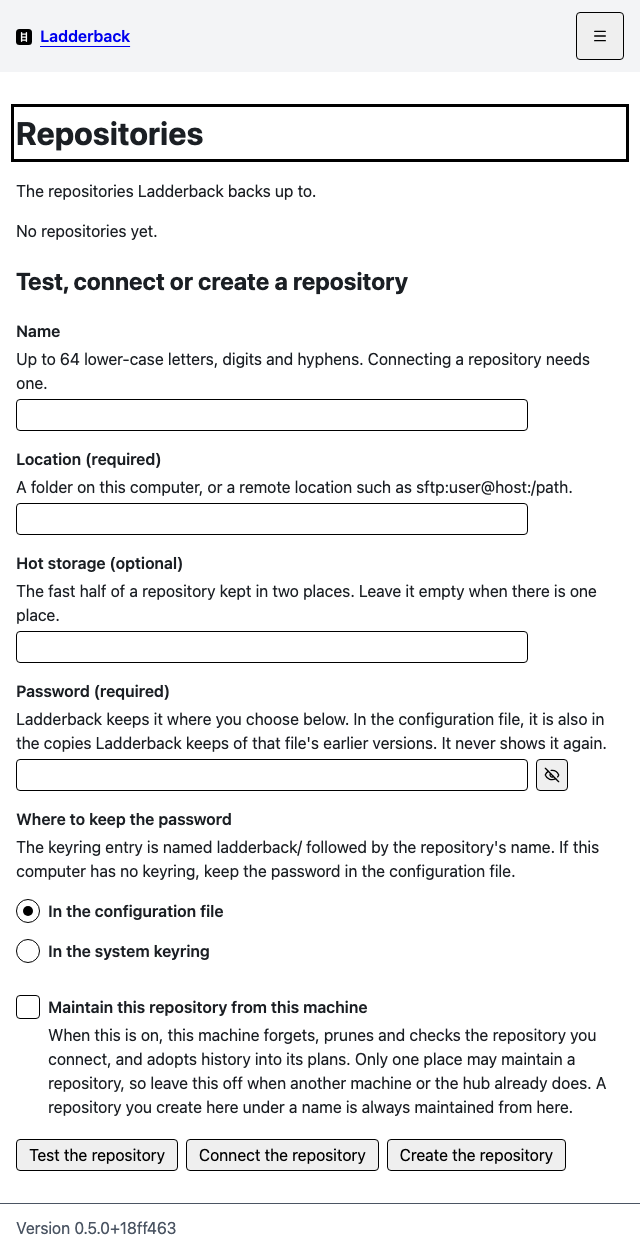 Ladderback
Repositories
The repositories Ladderback backs up to.
No repositories yet.
Test, connect or create a repository
Name
Up to 64 lower-case letters, digits and hyphens. Connecting a repository needs
one.
Location (required)
A folder on this computer, or a remote location such as sftp:user@host:/path.
Hot storage (optional)
The fast half of a repository kept in two places. Leave it empty when there is one
place.
Password (required)
Ladderback keeps it where you choose below. In the configuration file, it is also in
the copies Ladderback keeps of that file's earlier versions. It never shows it again.
Where to keep the password
The keyring entry is named ladderback/ followed by the repository's name. If this
computer has no keyring, keep the password in the configuration file.
In the configuration file
In the system keyring
Maintain this repository from this machine
When this is on, this machine forgets, prunes and checks the repository you
connect, and adopts history into its plans. Only one place may maintain a
repository, so leave this off when another machine or the hub already does. A
repository you create here under a name is always maintained from here.
Test the repository Connect the repository Create the repository
Version 0.5.0+18ff463